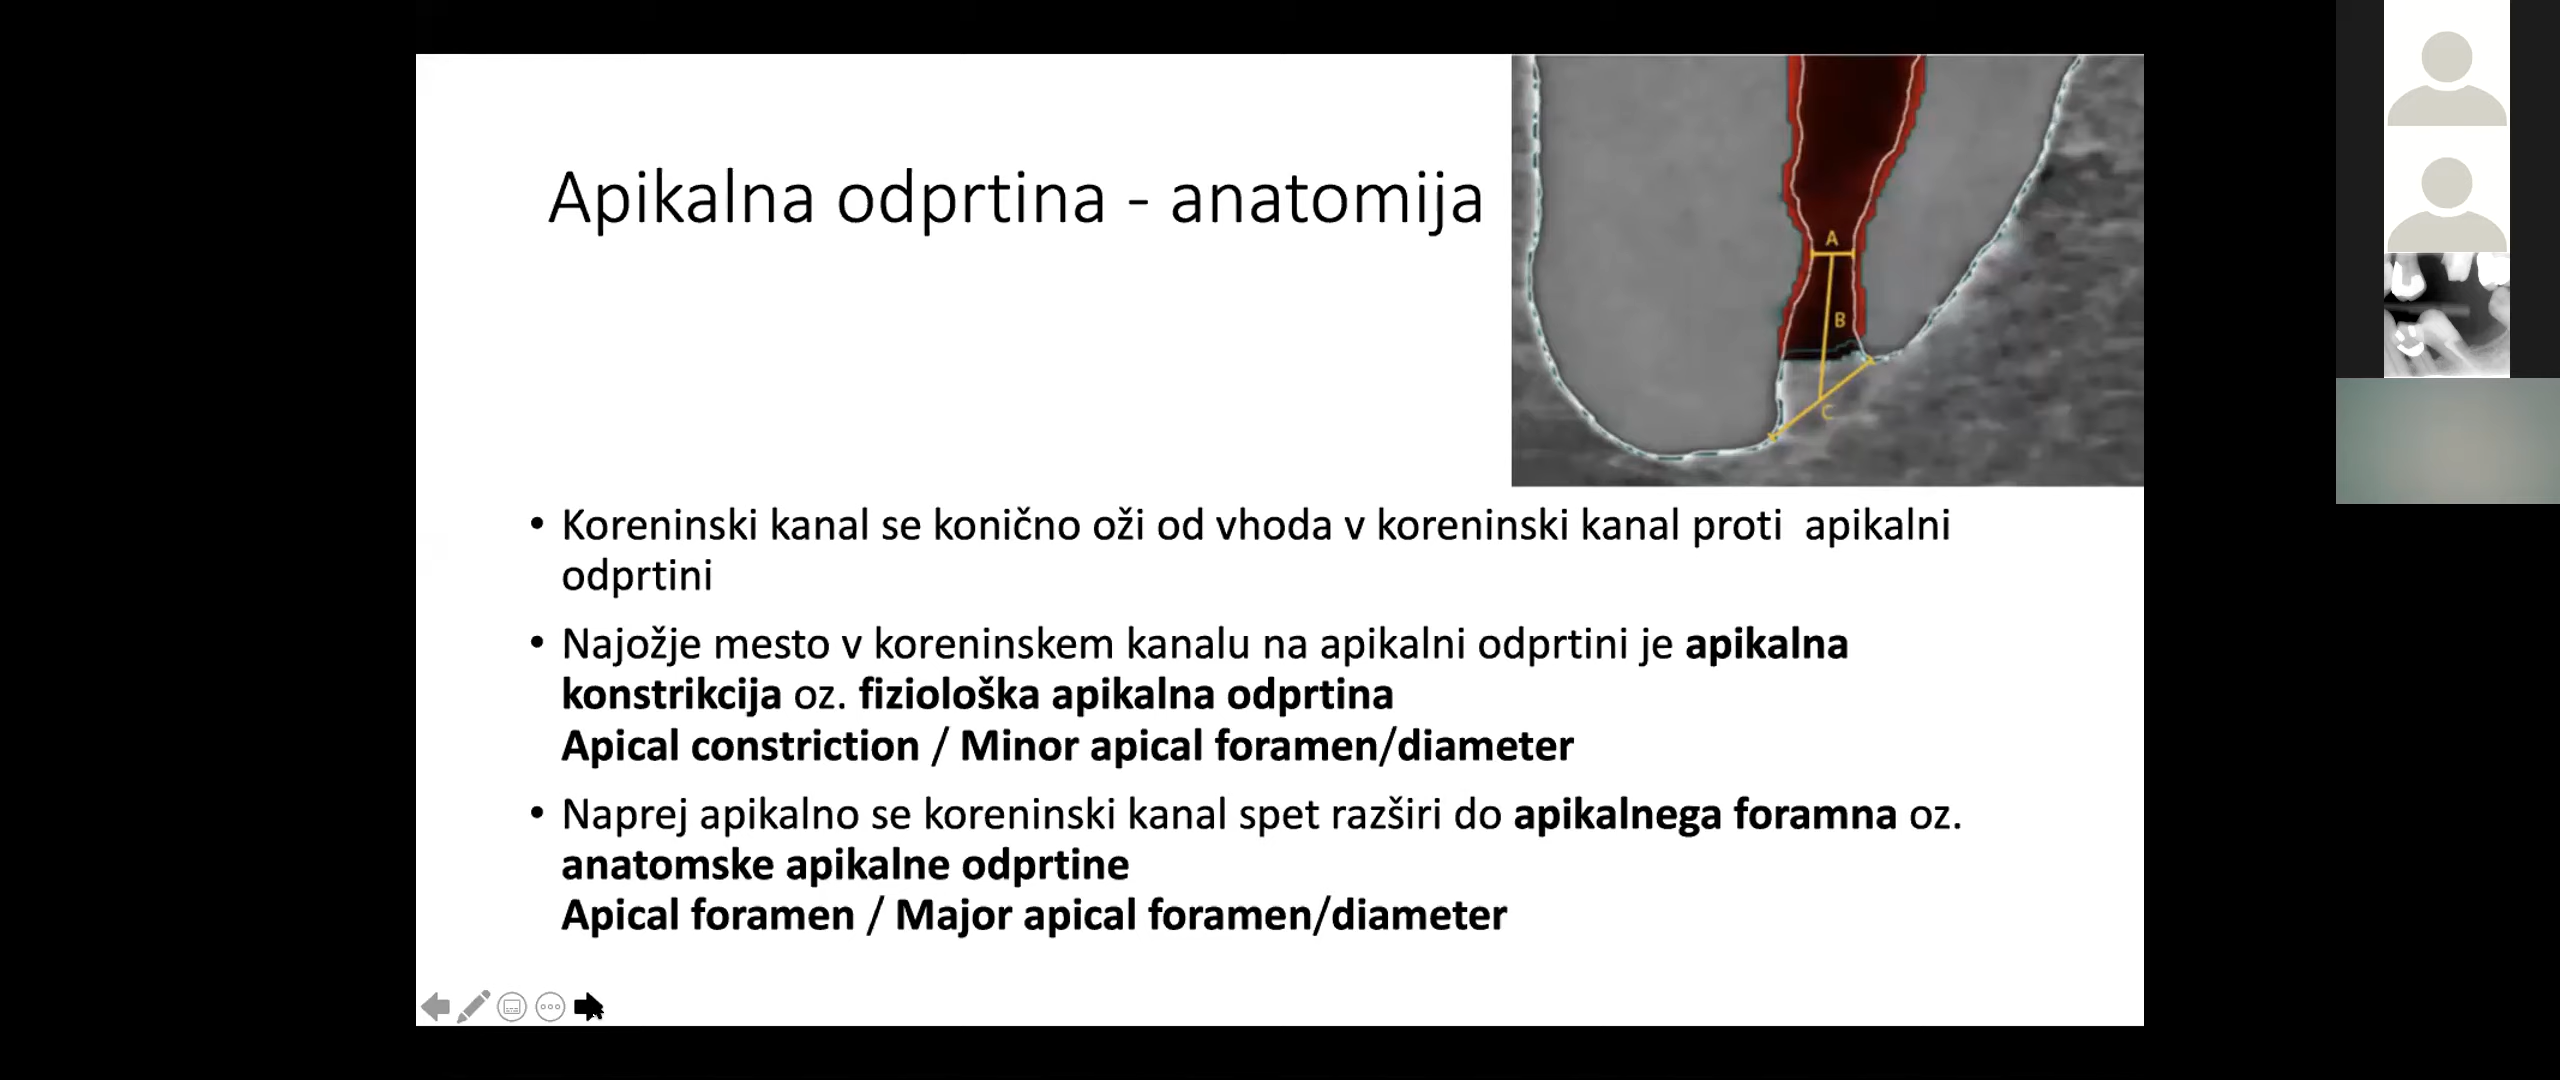 Apikalna odprtina - anatomija
A
B
C
• Koreninski kanal se konično oži od vhoda v koreninski kanal proti  apikalni
odprtini
• Najožje mesto v koreninskem kanalu na apikalni odprtini je apikalna
konstrikcija oz. fiziološka apikalna odprtina
Apical constriction / Minor apical foramen/diameter
• Naprej apikalno se koreninski kanal spet razširi do apikalnega foramna oz.
anatomske apikalne odprtine
Apical foramen / Major apical foramen/diameter